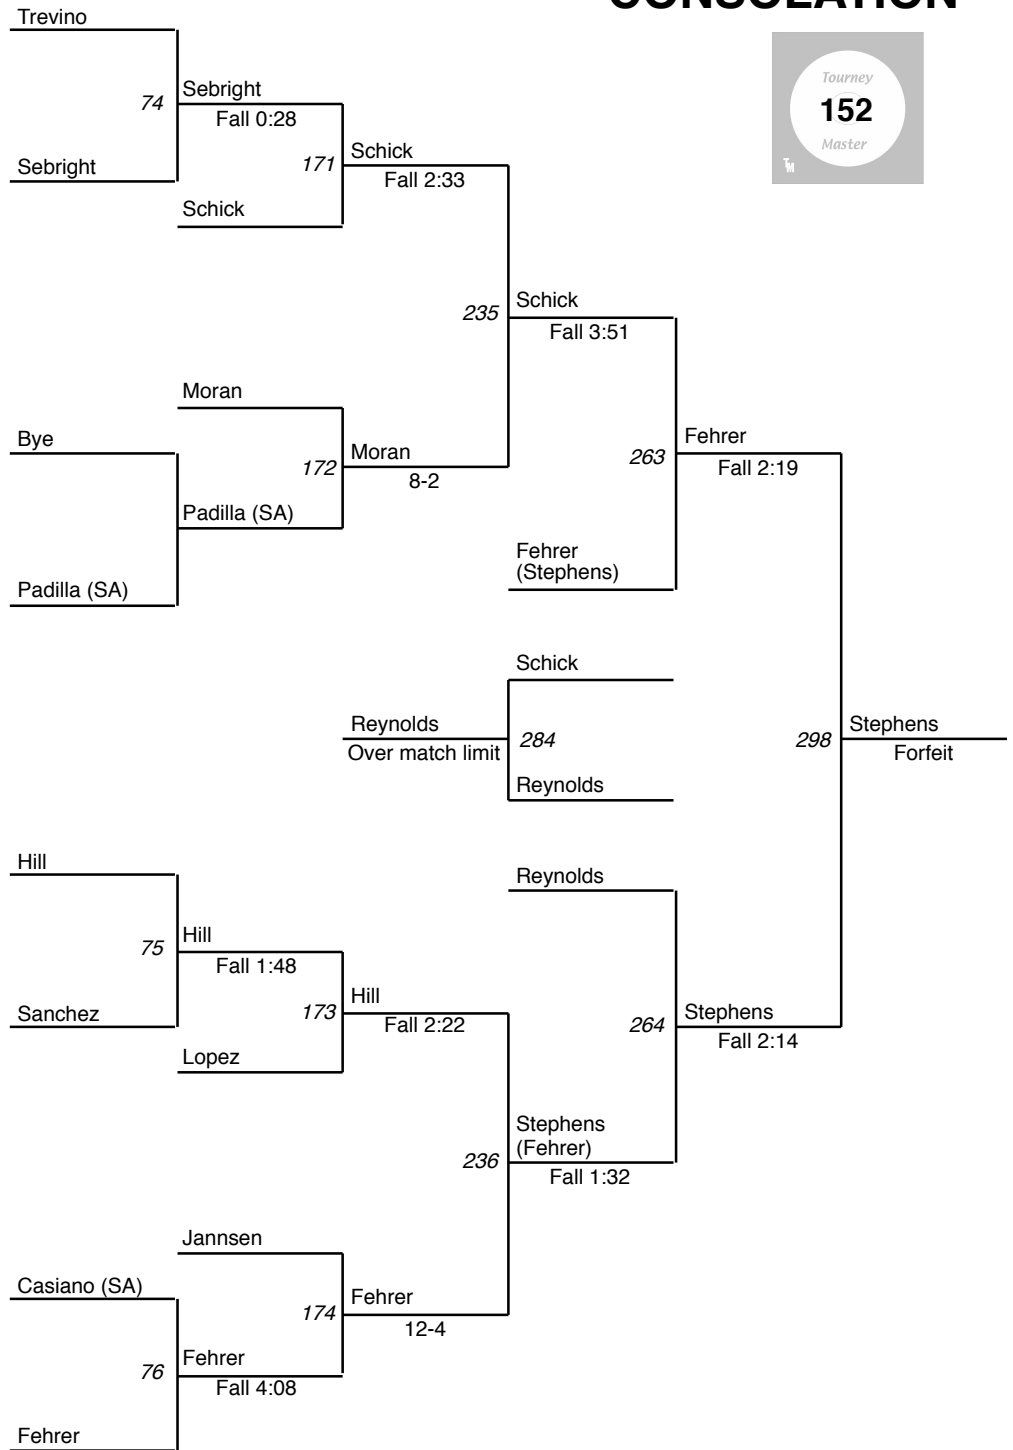 CONSOLATION
Trevino
Tourney
74
Sebright
152
Fall 0:28
Master
Schick
Sebright
171
Fall 2:33
TM
Schick
Schick
235
Fall 3:51
Moran
Bye
Fehrer
Moran
263
172
Fall 2:19
8-2
Padilla (SA)
Fehrer
(Stephens)
Padilla (SA)
Schick
Reynolds
284
298
Stephens
Over match limit
Forfeit
Reynolds
Hill
Reynolds
75
Hill
Fall 1:48
Hill
Sanchez
173
Stephens
Fall 2:22
264
Fall 2:14
Lopez
Stephens
(Fehrer)
236
Fall 1:32
Jannsen
Casiano (SA)
Fehrer
174
12-4
Fehrer
76
Fall 4:08
Fehrer